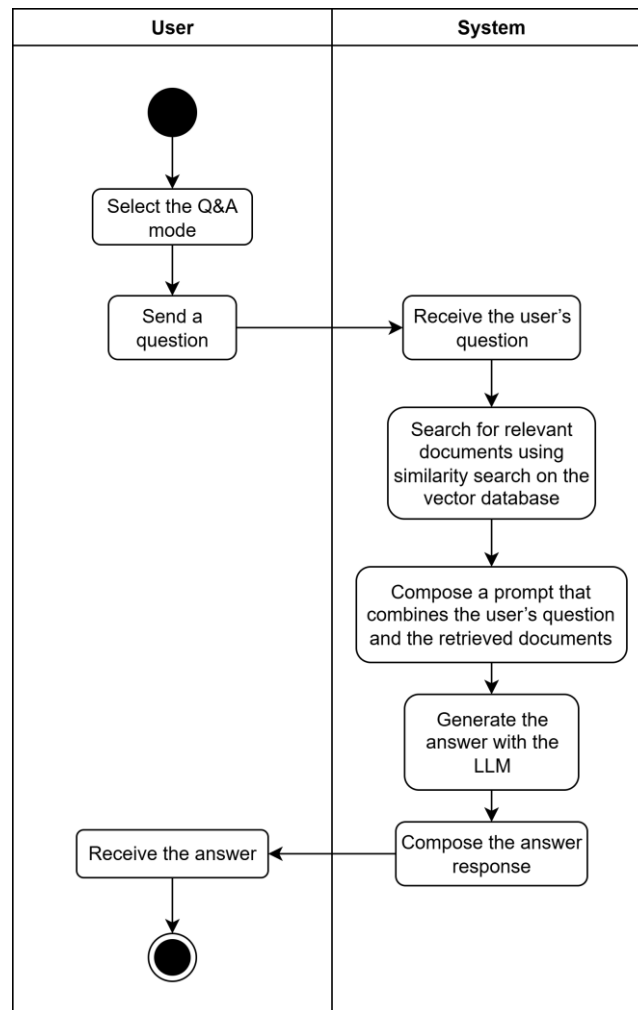 User
System
Select the Q&A
mode
Send a
question
Receive the user’s
question
Search for relevant
documents using
similarity search on the
vector database
Compose a prompt that
combines the user’s question
and the retrieved documents
Generate the
answer with the
LLM
Compose the answer
response
Receive the answer